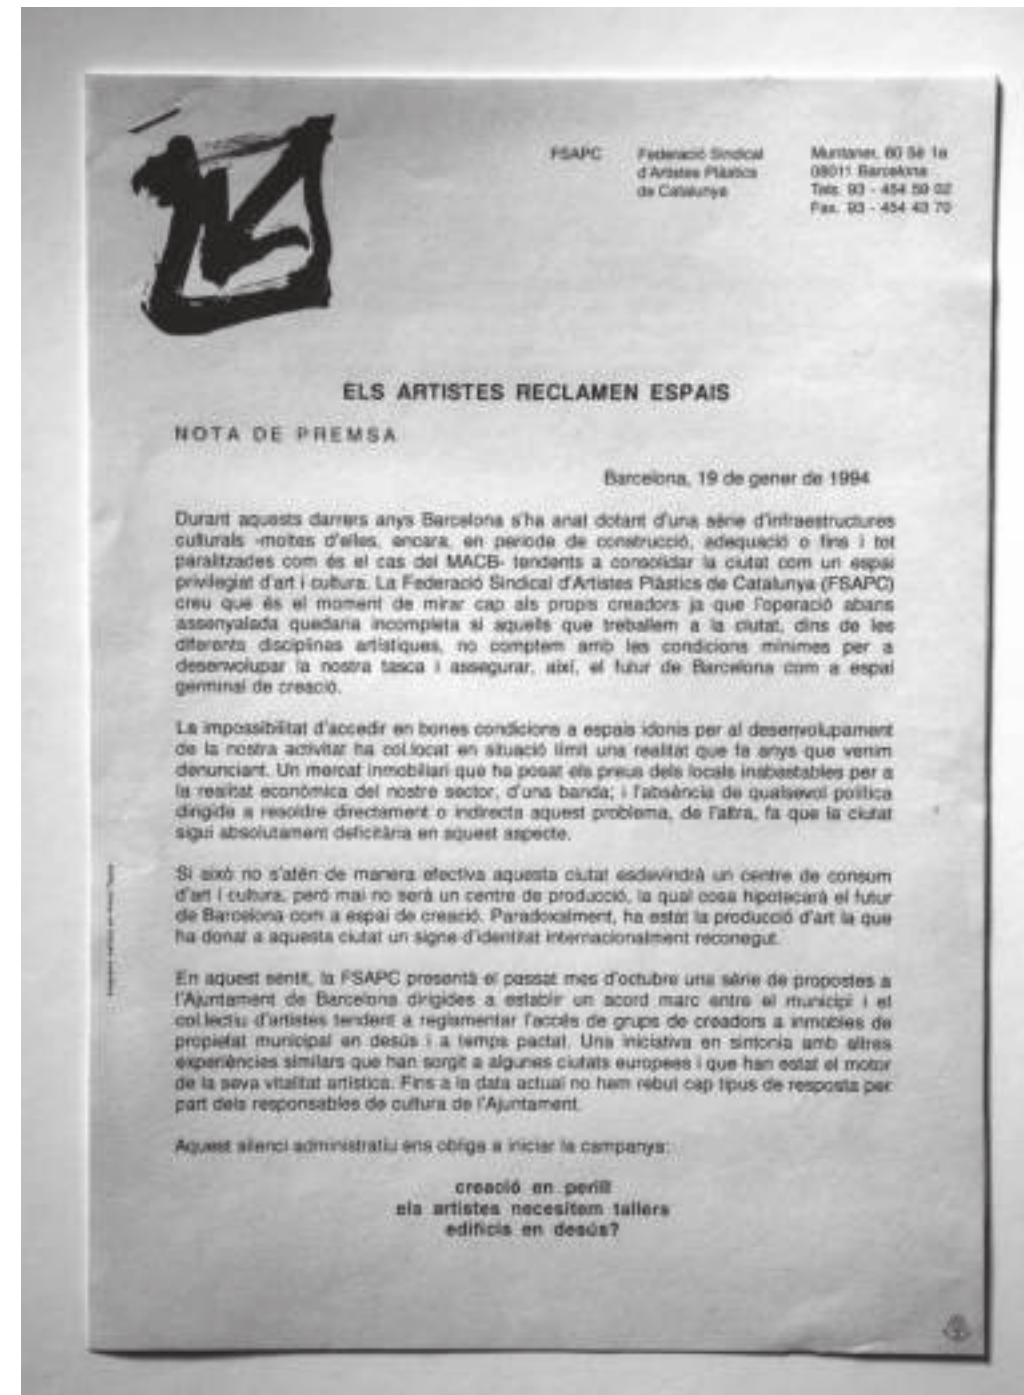 FSAPC
Federació Sindical
d'Artistes Plàstics
de Catalunya
Muntaner, 60 5è 1a
08011 Barcelona
Tels. 93 - 454 59 02
Fax. 93 - 454 43 70
ELS ARTISTES RECLAMEN ESPAIS
NOTA DE PREMSA
Barcelona, 19 de gener de 1994
Durant aquests darrers anys Barcelona s'ha anat dotant d'una sèrie d'infraestructures
culturals -moltes d'elles, encara, en període de construcció, adequació o fins i tot
paralitzades com és el cas del MACB- tendents a consolidar la ciutat com un espai
privilegiat d'art i cultura. La Federació Sindical d'Artistes Plàstics de Catalunya (FSAPC)
creu que és el moment de mirar cap als propis creadors ja que l'operació abans
assenyalada quedaria incompleta si aquells que treballem a la ciutat, dins de les
diferents disciplines artístiques, no comptem amb les condicions mínimes per a
desenvolupar la nostra tasca i assegurar, així, el futur de Barcelona com a espai
germinal de creació.
La impossibilitat d'accedir en bones condicions a espais idonis per al desenvolupament
de la nostra activitat ha col.locat en situació límit una realitat que fa anys que venim
denunciant. Un mercat inmobiliari que ha posat els preus dels locals inabastables per a
la realitat econòmica del nostre sector, d'una banda; i l'absència de qualsevol política
dirigida a resoldre directament o indirecta aquest problema, de l'altra, fa que la ciutat
sigui absolutament deficitària en aquest aspecte.
Si això no s'atén de manera efectiva aquesta ciutat esdevindrà un centre de consum
d'art i cultura, però mai no serà un centre de producció, la qual cosa hipotecarà el futur
de Barcelona com a espai de creació. Paradoxalment, ha estat la producció d'art la que
ha donat a aquesta ciutat un signe d'identitat internacionalment reconegut.
En aquest sentit, la FSAPC presentà el passat mes d'octubre una sèrie de propostes a
l'Ajuntament de Barcelona dirigides a establir un acord marc entre el municipi i el
col.lectiu d'artistes tendent a reglamentar l'accés de grups de creadors a inmobles de
propietat municipal en desús i a temps pactat. Una iniciativa en sintonia amb altres
experiències similars que han sorgit a algunes ciutats europees i que han estat el motor
de la seva vitalitat artística. Fins a la data actual no hem rebut cap tipus de resposta per
part dels responsables de cultura de l'Ajuntament.
Aquest silenci administratiu ens obliga a iniciar la campanya:
creació en perill
els artistes necesitem tallers
edificis en desús?